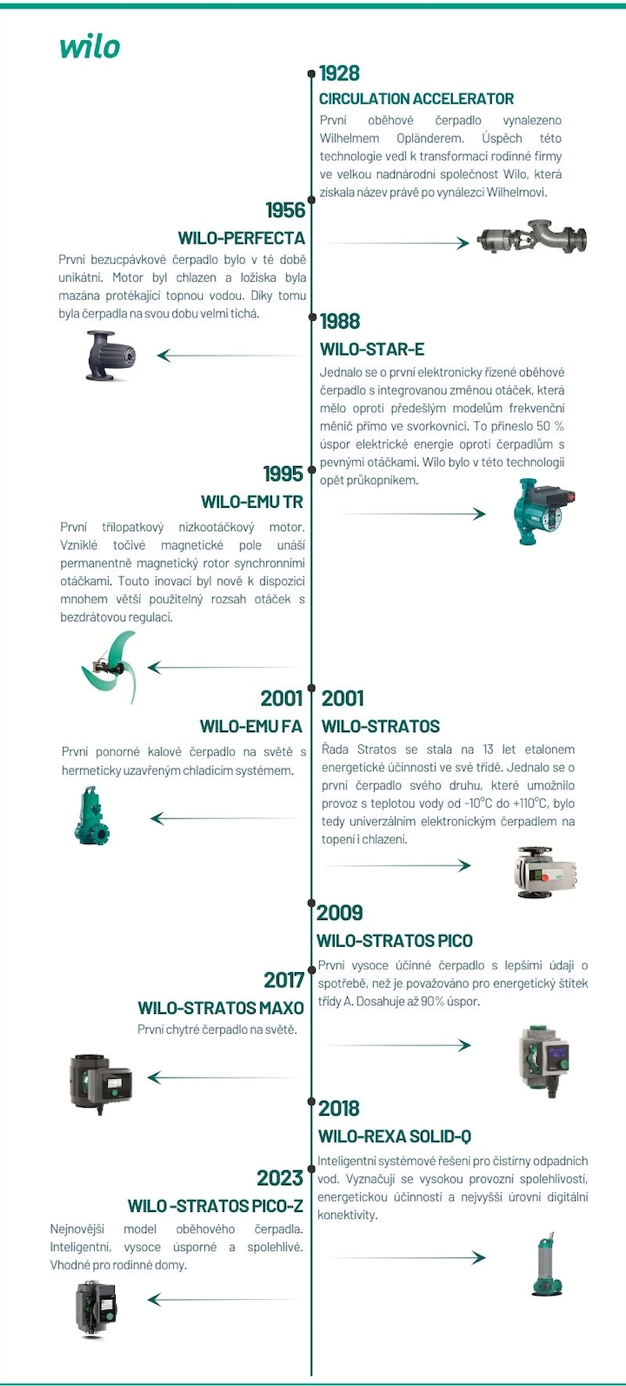 wilo
1928
CIRCULATION ACCELERATOR
První oběhové čerpadlo vynalezeno
Wilhelmem Opländerem. Úspěch této
technologie vedl k transformaci rodinné firmy
ve velkou nadnárodní společnost Wilo, která
získala název právě po vynálezci Wilhelmovi.
1956
WILO-PERFECTA
První bezucpávkové čerpadlo bylo v té době
unikátní. Motor byl chlazen a ložiska byla
mazána protékající topnou vodou. Díky tomu
byla čerpadla na svou dobu velmi tichá.
1988
WILO-STAR-E
Jednalo se o první elektronicky řízené oběhové
čerpadlo s integrovanou změnou otáček, která
mělo oproti předešlým modelům frekvenční
měnič přímo ve svorkovnici. To přineslo 50 %
úspor elektrické energie oproti čerpadlům s
pevnými otáčkami. Wilo bylo v této technologii
opět průkopníkem.
1995
WILO-EMU TR
První třílopatkový nízkootáčkový motor.
Vzniklé točivé magnetické pole unáší
permanentně magnetický rotor synchronními
otáčkami. Touto inovací byl nově k dispozici
mnohem větší použitelný rozsah otáček s
bezdrátovou regulací.
2001
WILO-EMU FA
První ponorné kalové čerpadlo na světě s
hermeticky uzavřeným chladicím systémem.
2001
WILO-STRATOS
Řada Stratos se stala na 13 let etalonem
energetické účinnosti ve své třídě. Jednalo se o
první čerpadlo svého druhu, které umožnilo
provoz s teplotou vody od -10°C do +110°C, bylo
tedy univerzálním elektronickým čerpadlem na
topení i chlazení.
2009
WILO-STRATOS PICO
První vysoce účinné čerpadlo s lepšími údaji o
spotřebě, než je považováno pro energetický štítek
třídy A. Dosahuje až 90% úspor.
2017
WILO-STRATOS MAXO
První chytré čerpadlo na světě.
2018
WILO-REXA SOLID-Q
Inteligentní systémové řešení pro čistírny odpadních
vod. Vyznačují se vysokou provozní spolehlivostí,
energetickou účinností a nejvyšší úrovní digitální
konektivity.
2023
WILO -STRATOS PICO-Z
Nejnovější model oběhového čerpadla.
Inteligentní, vysoce úsporné a spolehlivé.
Vhodné pro rodinné domy.